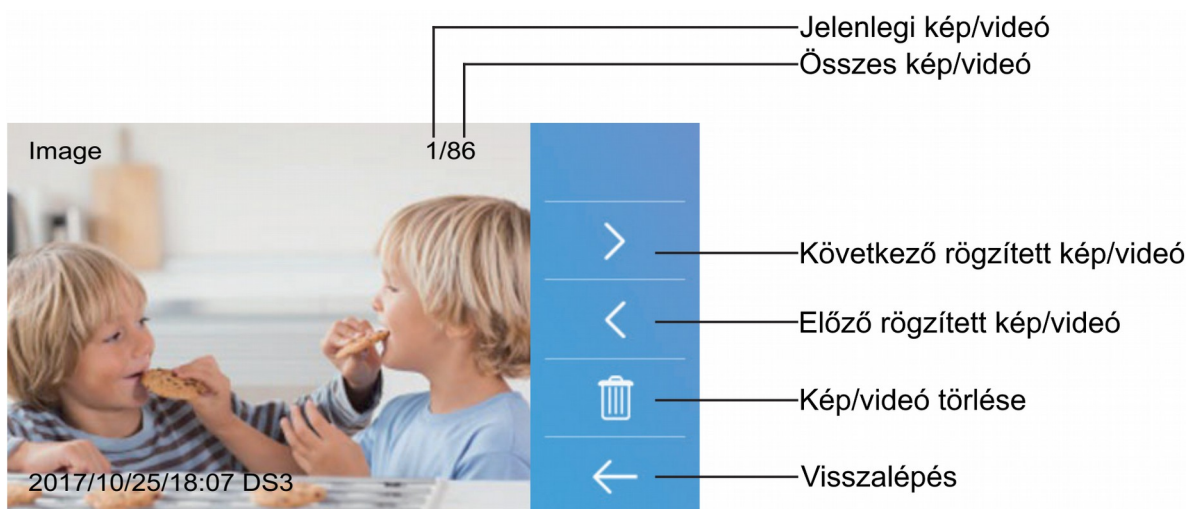 Jelenlegi kép/videó
Összes kép/videó
Image 1/86
Következő rögzített kép/videó
Előző rögzített kép/videó
Kép/videó törlése
2017/10/25/18:07 DS3
Visszalépés